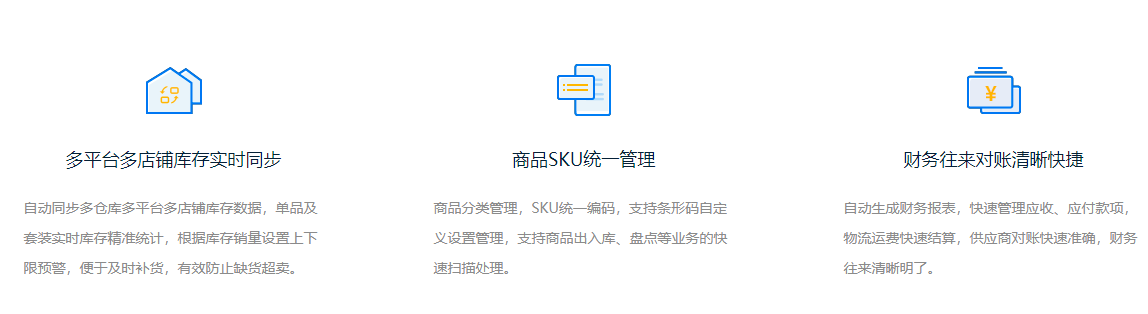 多平台多店铺库存实时同步
自动同步多仓库多平台多店铺库存数据，单品及
套装实时库存精准统计，根据库存销量设置上下
限预警，便于及时补货，有效防止缺货超卖。
商品SKU统一管理
商品分类管理，SKU统一编码，支持条形码自定
义设置管理，支持商品出入库、盘点等业务的快
速扫描处理。
¥
财务往来对账清晰快捷
自动生成财务报表，快速管理应收、应付款项，
物流运费快速结算，供应商对账快速准确，财务
往来清晰明了。